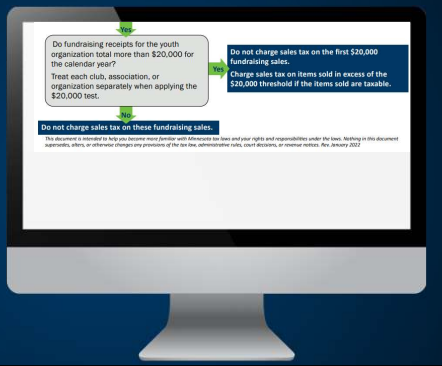 Yes
Do fundraising receipts for the youth
organization total more than $20,000 for
the calendar year?
Treat each club, association, or
organization separately when applying the
$20,000 test.
Yes
Do not charge sales tax on the first $20,000
fundraising sales.
Charge sales tax on items sold in excess of the
$20,000 threshold if the items sold are taxable.
No
Do not charge sales tax on these fundraising sales.
This document is intended to help you become more familiar with Minnesota tax laws and your rights and responsibilities under the laws. Nothing in this document
supersedes, alters, or otherwise changes any provisions of the tax law, administrative rules, court decisions, or revenue notices. Rev. January 2022